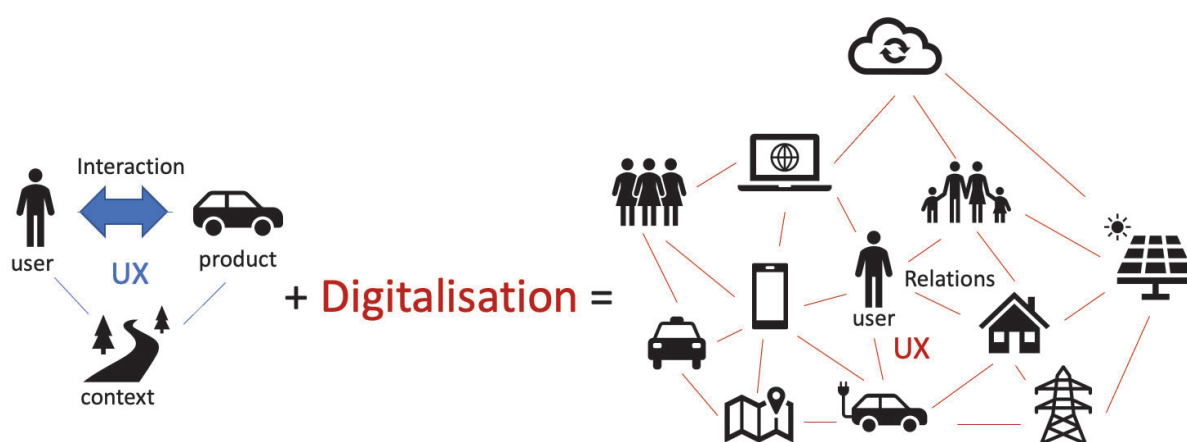 Interaction
user
product
UX
context
+ Digitalisation =
Relations
user
UX